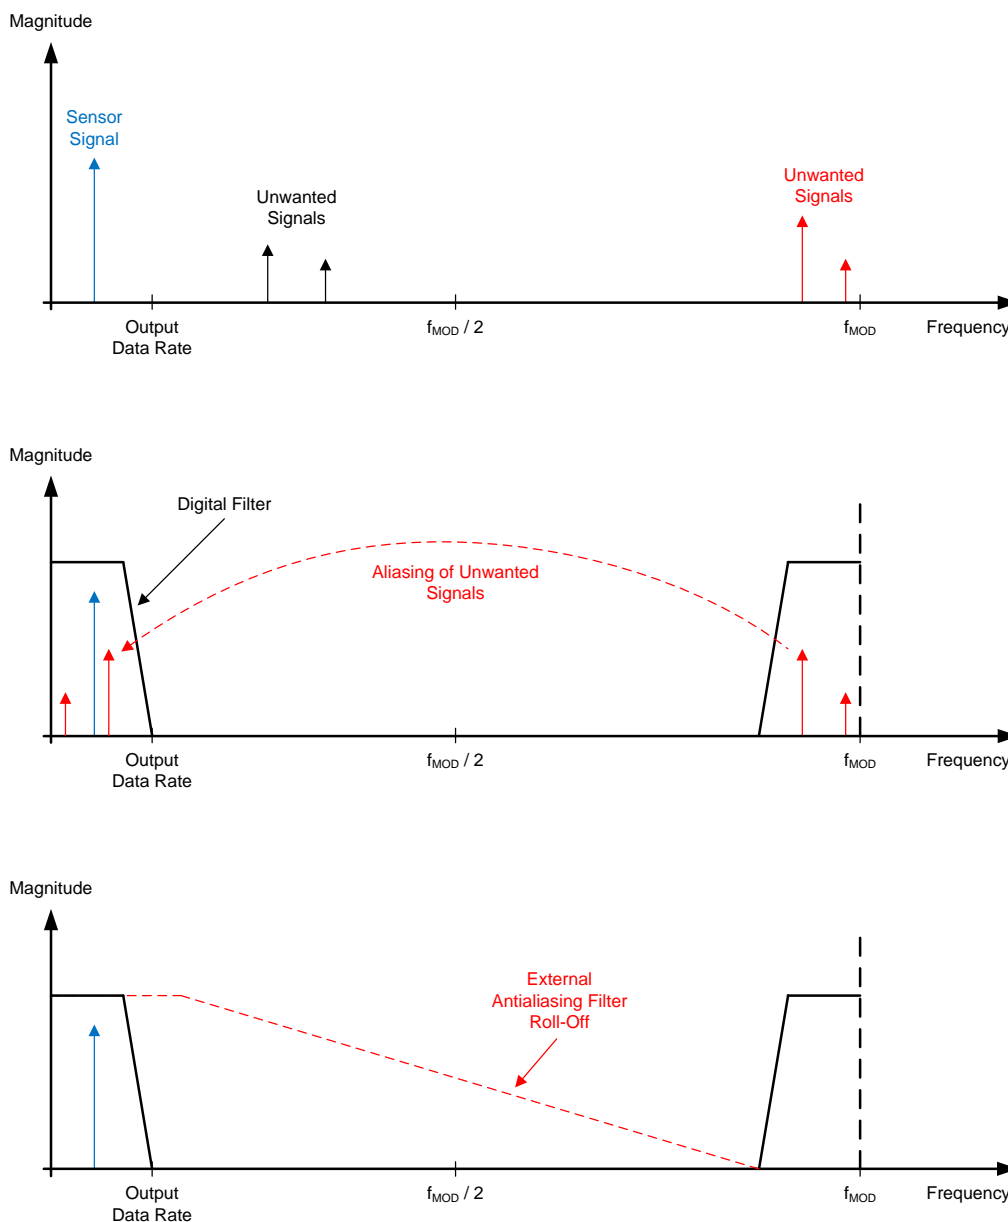 Magnitude
Sensor
Signal
Unwanted
Signals
Unwanted
Signals
Output
Data Rate
fMOD / 2
fMOD
Frequency
Magnitude
Digital Filter
Aliasing of Unwanted
Signals
Output
Data Rate
fMOD / 2
fMOD
Frequency
Magnitude
External
Antialiasing Filter
Roll-Off
Output
Data Rate
fMOD / 2
fMOD
Frequency